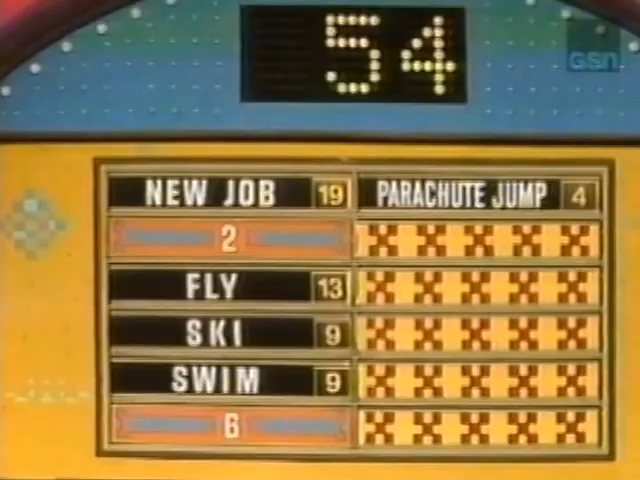 54
GSN
NEW JOB 19 PARACHUTE JUMP 4
2
FLY 13
SKI 9
SWIM 9
6